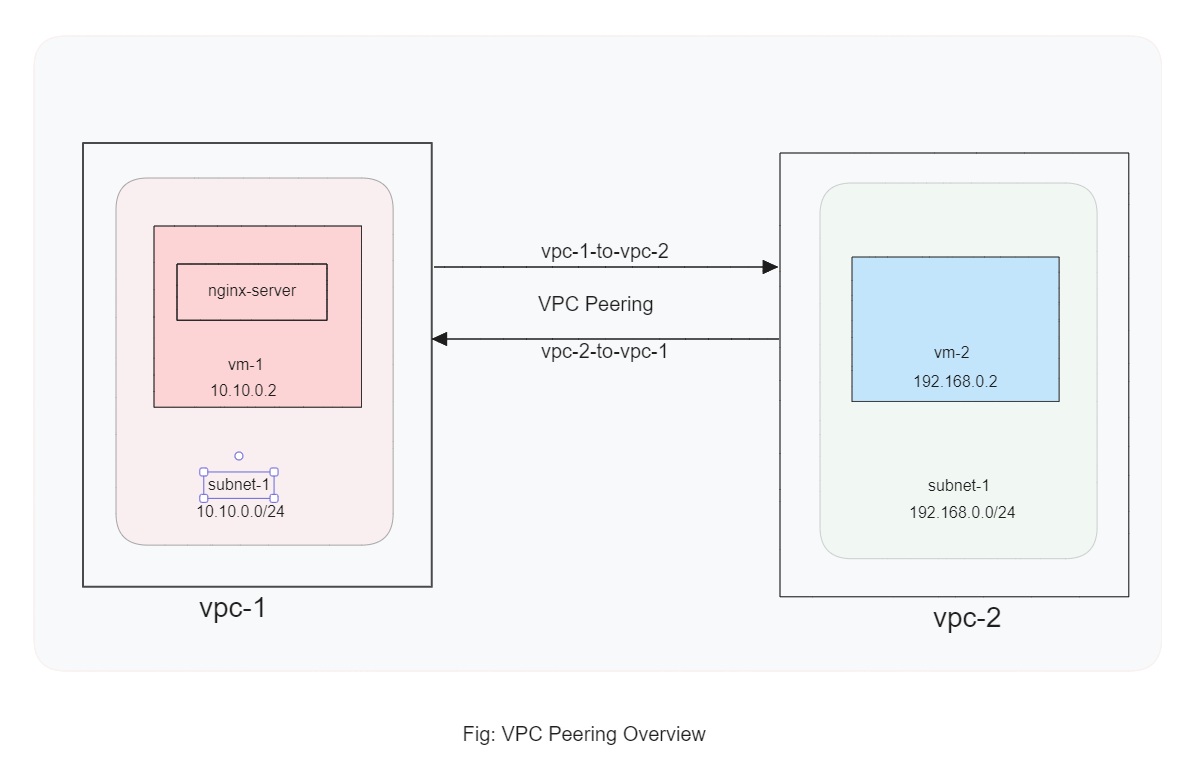 nginx-server
vm-1
10.10.0.2
subnet-1
10.10.0.0/24
vpc-1
vpc-1-to-vpc-2
VPC Peering
vpc-2-to-vpc-1
vm-2
192.168.0.2
subnet-1
192.168.0.0/24
vpc-2
Fig: VPC Peering Overview